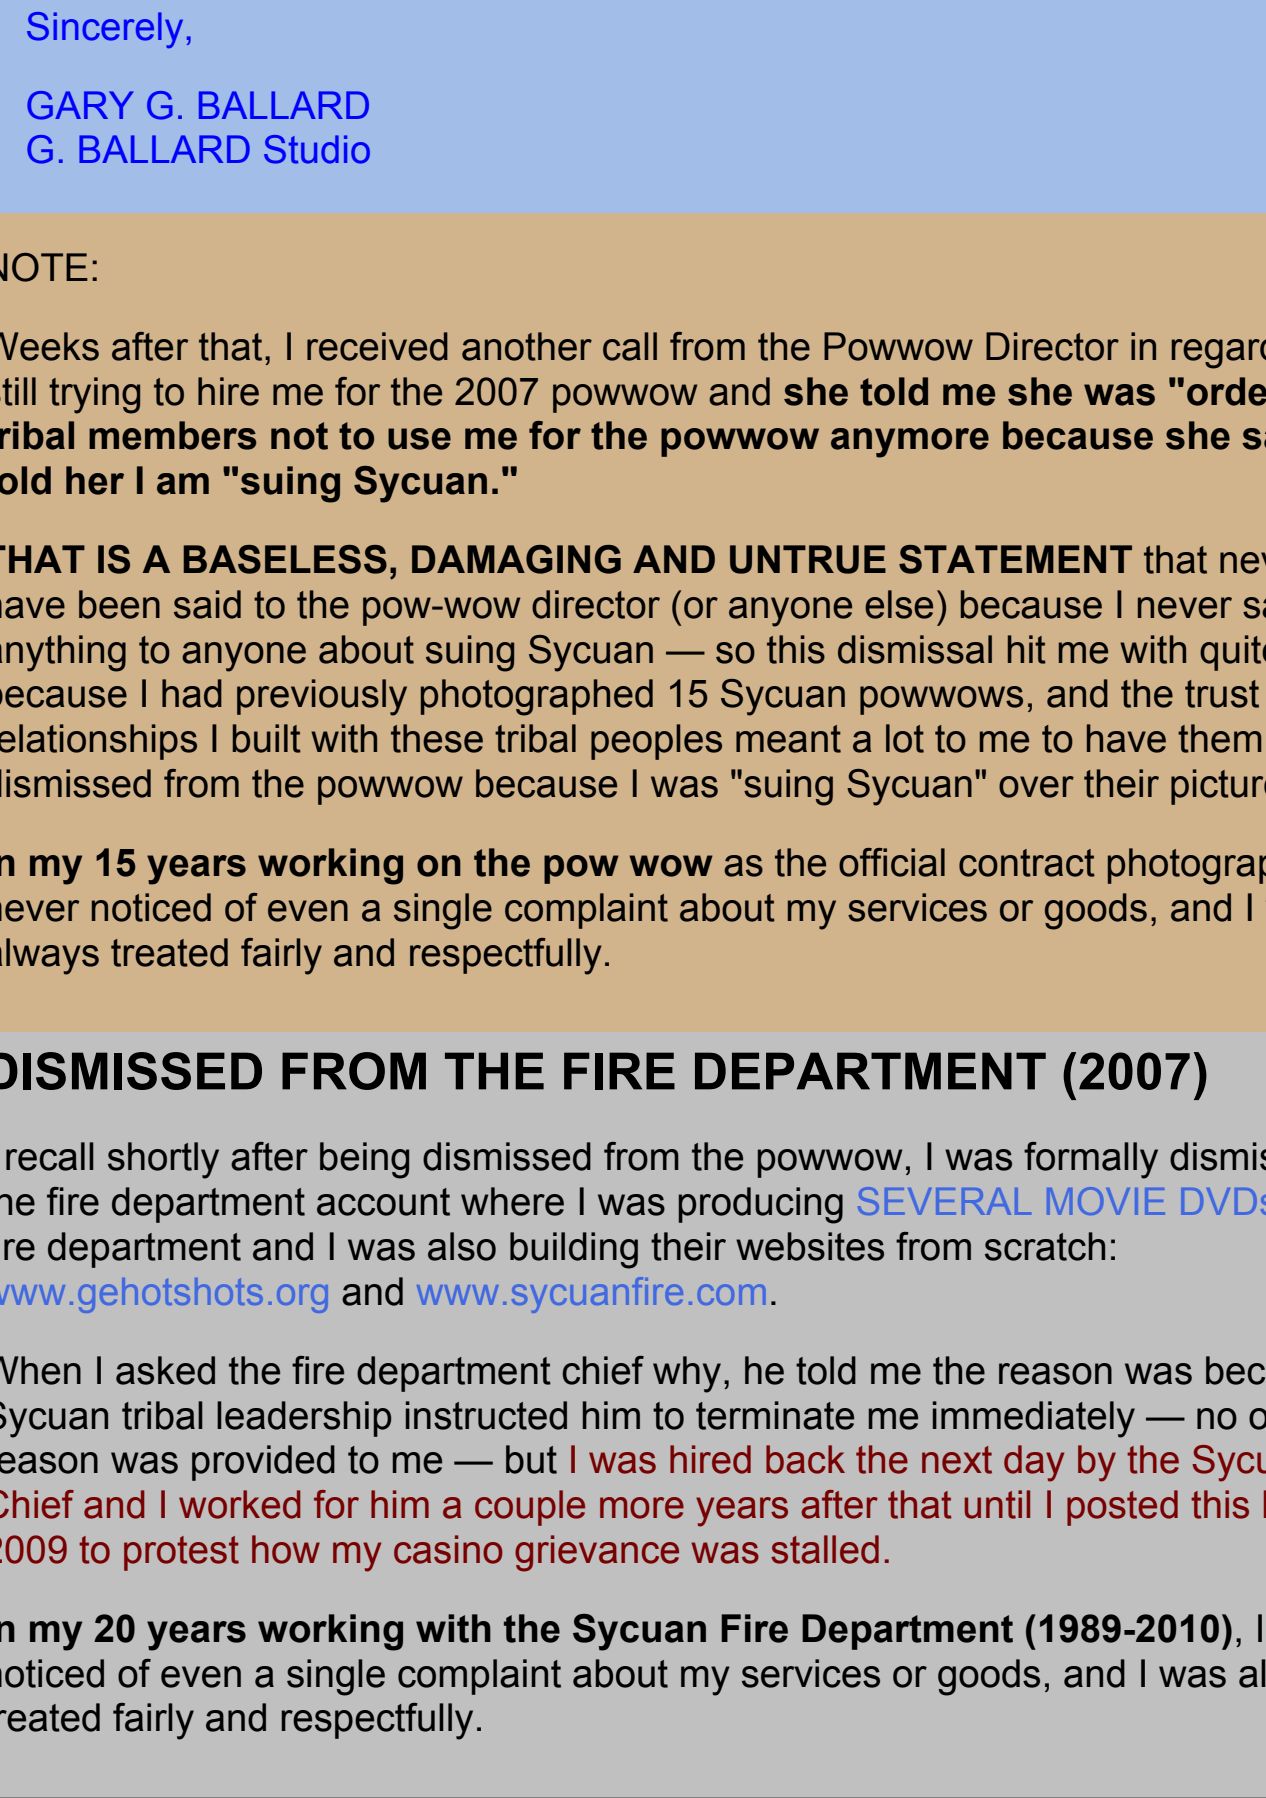 Sincerely,
GARY G. BALLARD
G. BALLARD Studio
NOTE:
Weeks after that, I received another call from the Powwow Director in regard
still trying to hire me for the 2007 powwow and she told me she was "orde
tribal members not to use me for the powwow anymore because she sa
told her I am "suing Sycuan."
THAT IS A BASELESS, DAMAGING AND UNTRUE STATEMENT that nev
have been said to the pow-wow director (or anyone else) because I never sa
anything to anyone about suing Sycuan — so this dismissal hit me with quite
because I had previously photographed 15 Sycuan powwows, and the trust
relationships I built with these tribal peoples meant a lot to me to have them
dismissed from the powwow because I was "suing Sycuan" over their picture
In my 15 years working on the pow wow as the official contract photograp
never noticed of even a single complaint about my services or goods, and I
always treated fairly and respectfully.
DISMISSED FROM THE FIRE DEPARTMENT (2007)
I recall shortly after being dismissed from the powwow, I was formally dismis
the fire department account where I was producing SEVERAL MOVIE DVDs
fire department and I was also building their websites from scratch:
www.gehotshots.org and www.sycuanfire.com.
When I asked the fire department chief why, he told me the reason was bec
Sycuan tribal leadership instructed him to terminate me immediately — no o
reason was provided to me — but I was hired back the next day by the Sycu
Chief and I worked for him a couple more years after that until I posted this
2009 to protest how my casino grievance was stalled.
In my 20 years working with the Sycuan Fire Department (1989-2010), I
noticed of even a single complaint about my services or goods, and I was al
treated fairly and respectfully.